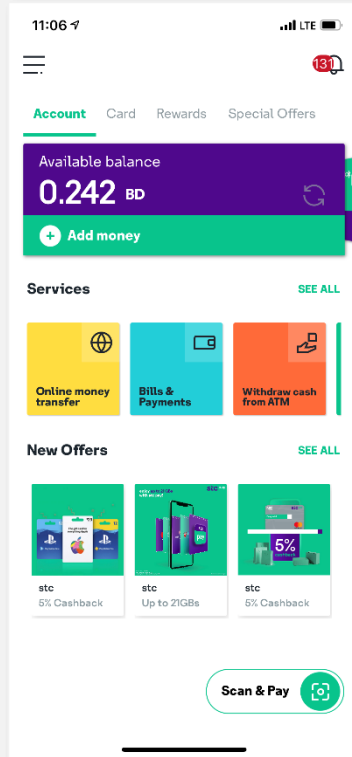 11:06
LTE
131
Account Card Rewards Special Offers
Available balance
0.242 BD
Add money
Services SEE ALL
Online money
transfer
Bills &
Payments
Withdraw cash
from ATM
New Offers SEE ALL
stc
5%
stc
5% Cashback
stc
Up to 21GBs
stc
5% Cashback
Scan & Pay